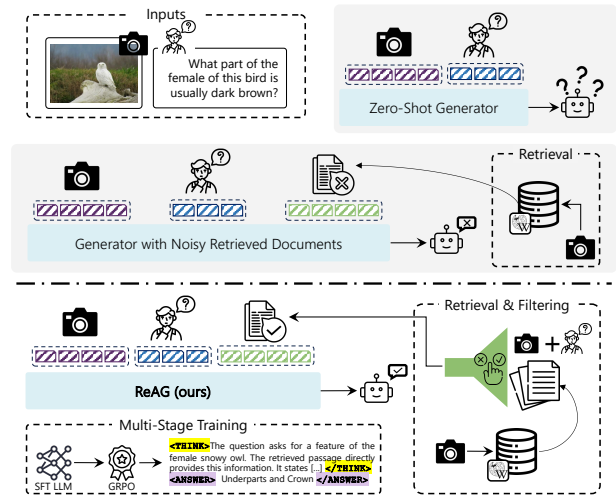 Inputs
What part of the
female of this bird is
usually dark brown?
?
Zero-Shot Generator
? ? ? ?
Retrieval
?
W
Generator with Noisy Retrieved Documents
Retrieval & Filtering
?
+
?
ReAG (ours)
Multi-Stage Training
<THINK>The question asks for a feature of the
female snowy owl. The retrieved passage directly
provides this information. It states [...] </THINK>
<ANSWER> Underparts and Crown </ANSWER>
SFT LLM
GRPO
W